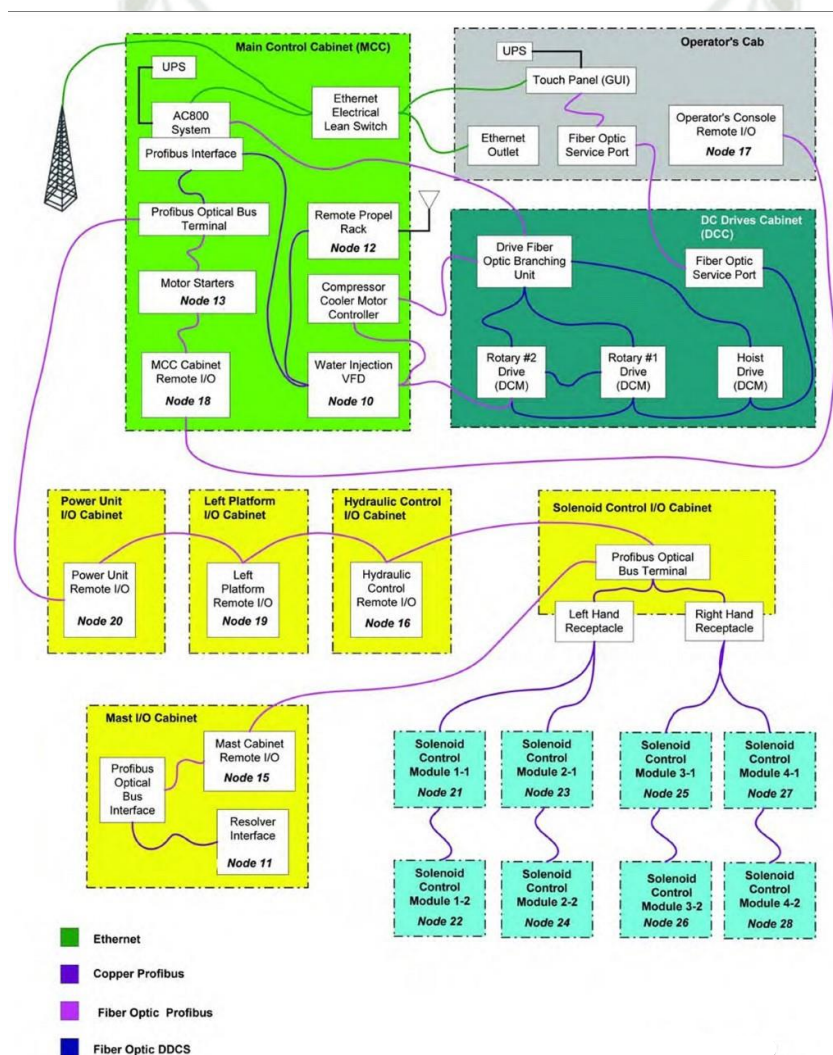 Main Control Cabinet (MCC)
UPS
AC800
System
Profibus Interface
Ethernet
Electrical
Lean Switch
Profibus Optical Bus
Terminal
Remote Propel
Rack
Node 12
Motor Starters
Node 13
Compressor
Cooler Motor
Controller
MCC Cabinet
Remote I/O
Node 18
Water Injection
VFD
Node 10
Operator's Cab
UPS
Touch Panel (GUI)
Ethernet
Outlet
Fiber Optic
Service Port
Operator's Console
Remote I/O
Node 17
DC Drives Cabinet
(DCC)
Drive Fiber
Optic Branching
Unit
Fiber Optic
Service Port
Rotary #2
Drive
(DCM)
Rotary #1
Drive
(DCM)
Hoist
Drive
(DCM)
Power Unit
I/O Cabinet
Power Unit
Remote I/O
Node 20
Left Platform
I/O Cabinet
Left
Platform
Remote I/O
Node 19
Hydraulic Control
I/O Cabinet
Hydraulic
Control
Remote I/O
Node 16
Solenoid Control I/O Cabinet
Profibus Optical
Bus Terminal
Left Hand
Receptacle
Right Hand
Receptacle
Mast I/O Cabinet
Mast Cabinet
Remote I/O
Node 15
Profibus
Optical
Bus
Interface
Resolver
Interface
Node 11
Solenoid
Control
Module 1-1
Node 21
Solenoid
Control
Module 2-1
Node 23
Solenoid
Control
Module 3-1
Node 25
Solenoid
Control
Module 4-1
Node 27
Solenoid
Control
Module 1-2
Node 22
Solenoid
Control
Module 2-2
Node 24
Solenoid
Control
Module 3-2
Node 26
Solenoid
Control
Module 4-2
Node 28
Ethernet
Copper Profibus
Fiber Optic Profibus
Fiber Optic DDCS